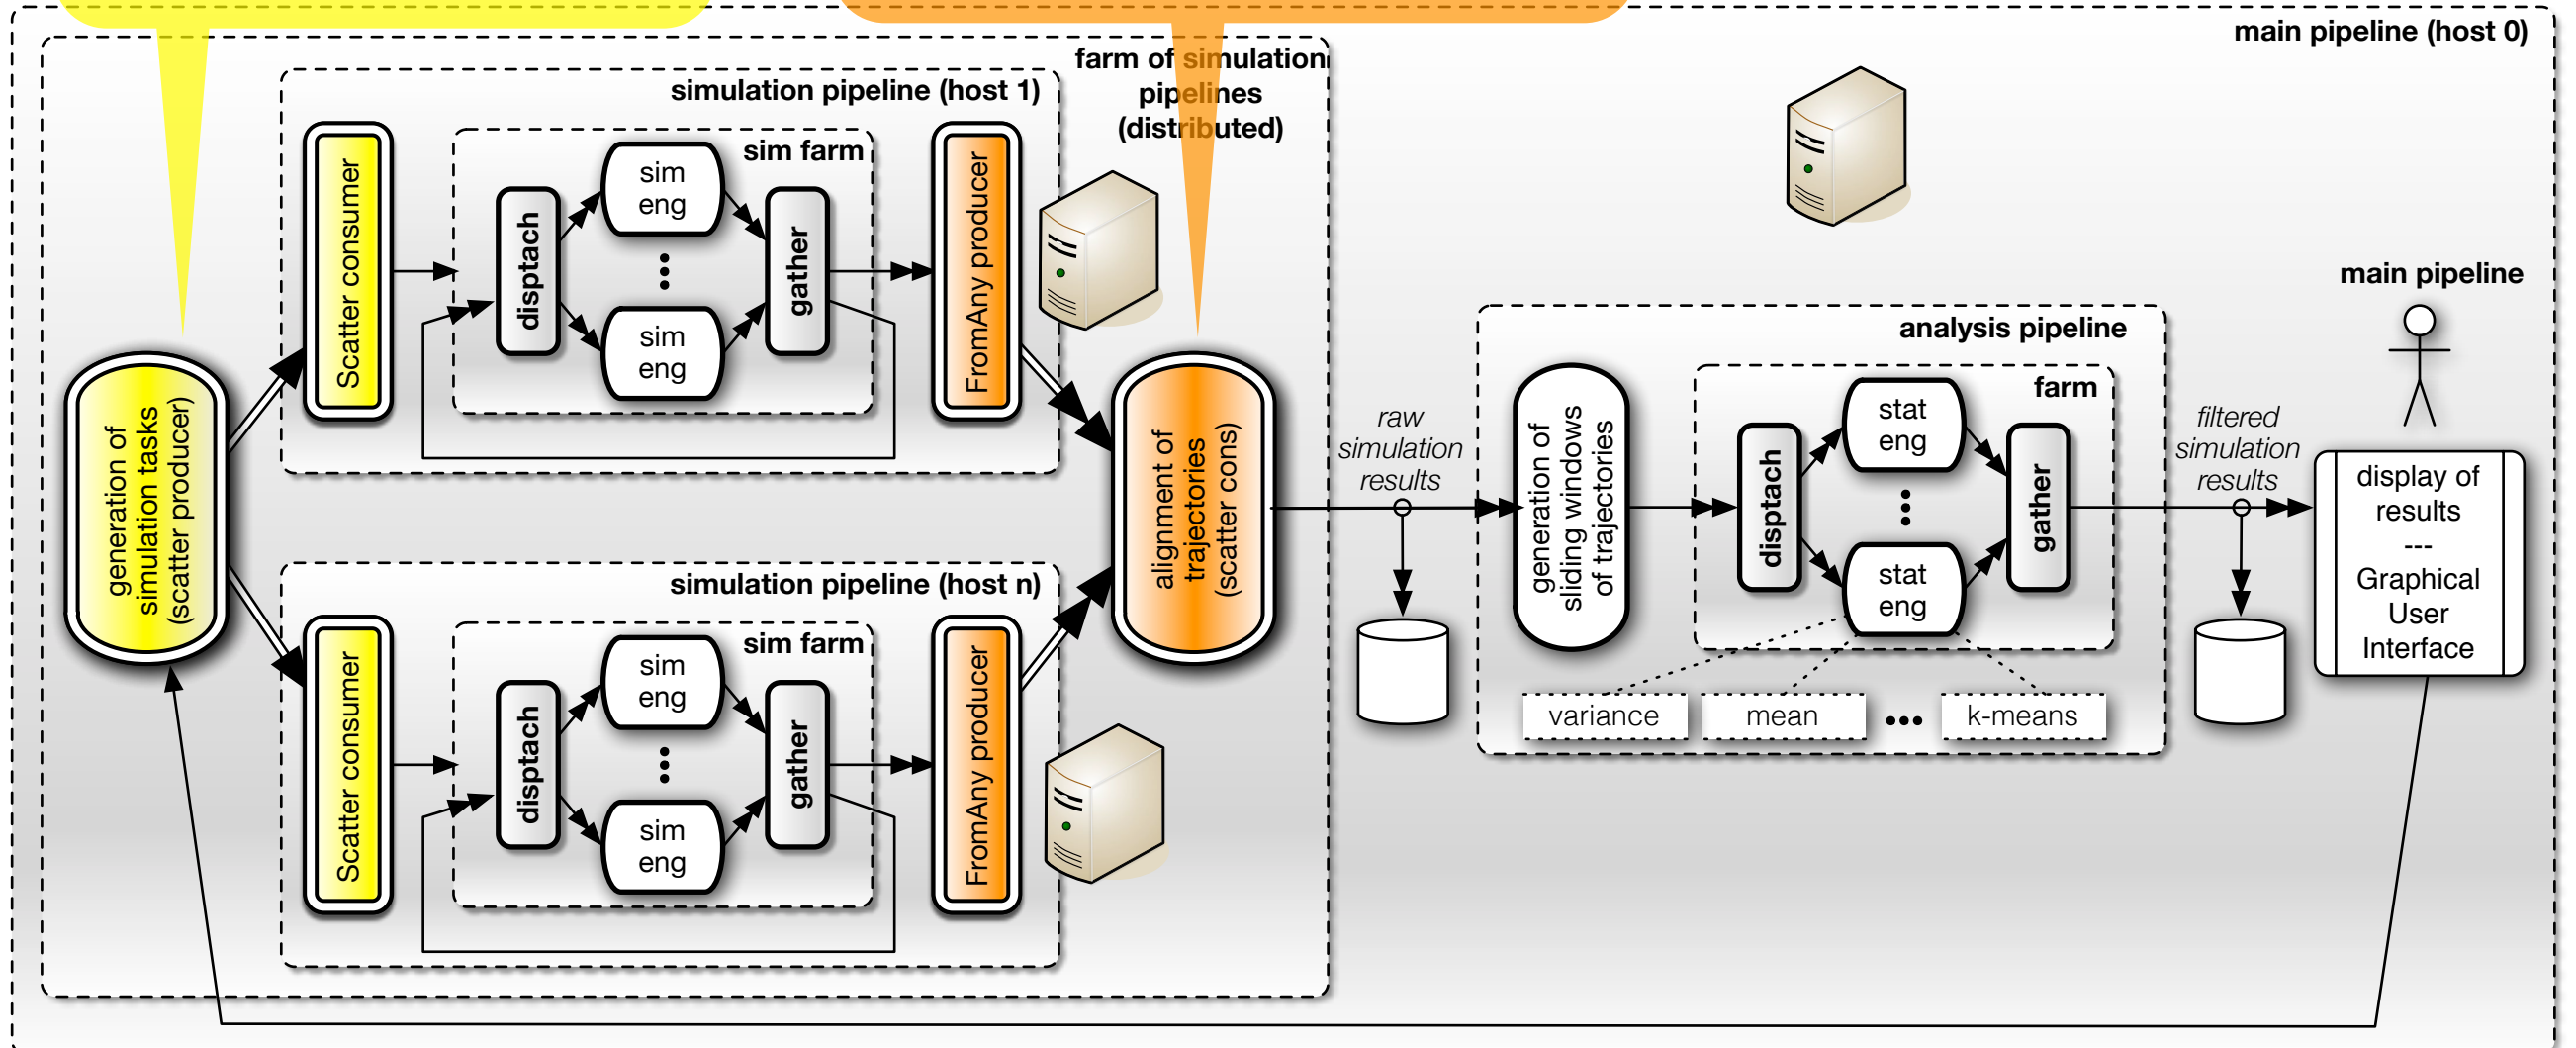 main pipeline (host 0)
farm of simulation
pipelines
(distributed)
simulation pipeline (host 1)
Scatter consumer
sim farm
disptach
sim
eng
sim
eng
gather
FromAny producer
generation of
simulation tasks
(scatter producer)
simulation pipeline (host n)
Scatter consumer
sim farm
disptach
sim
eng
sim
eng
gather
FromAny producer
alignment of
trajectories
(scatter cons)
raw
simulation
results
analysis pipeline
generation of
sliding windows
of trajectories
farm
disptach
stat
eng
stat
eng
gather
variance
mean
k-means
filtered
simulation
results
main pipeline
display of
results
---
Graphical
User
Interface